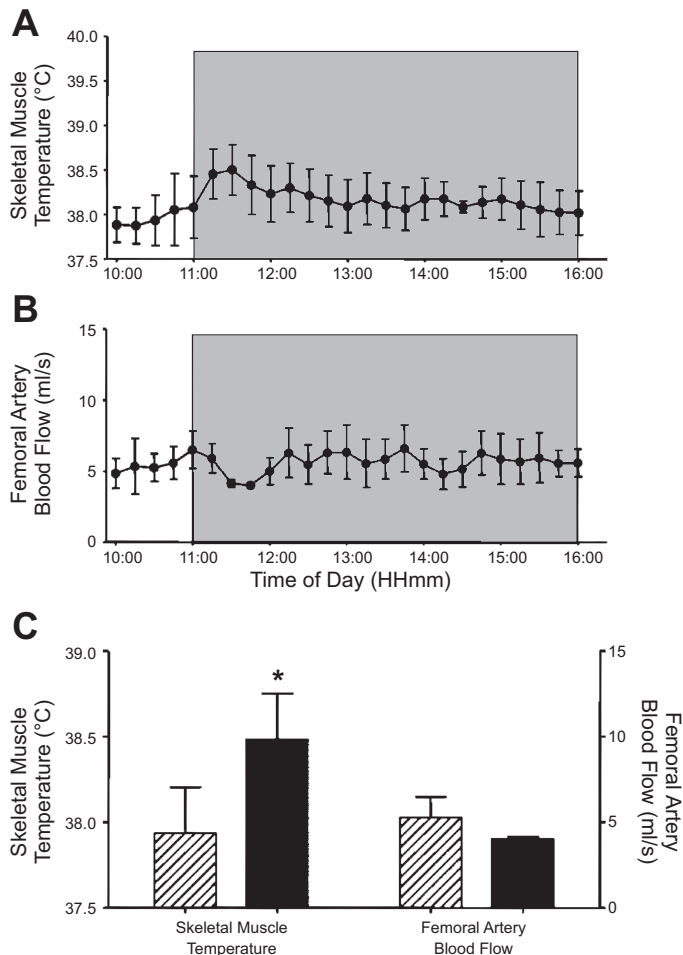 A
Skeletal Muscle
Temperature (°C)
40.0
39.5
39.0
38.5
38.0
37.5
10:00 11:00 12:00 13:00 14:00 15:00 16:00
B
Femoral Artery
Blood Flow (ml/s)
15
10
5
0
10:00 11:00 12:00 13:00 14:00 15:00 16:00
Time of Day (HHmm)
C
Skeletal Muscle
Temperature (°C)
39.0
38.5
38.0
37.5
*
15
10
5
0
Femoral Artery
Blood Flow (ml/s)
Skeletal Muscle
Temperature
Femoral Artery
Blood Flow